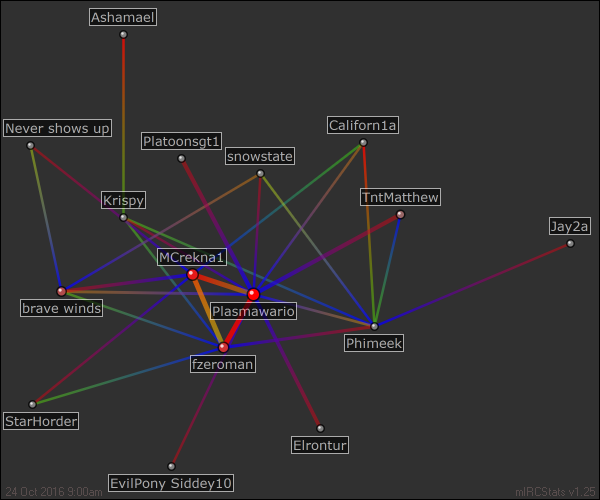 Ashamael
Never shows up
Platoonsgt1
Californ1a
snowstate
Krispy
TntMatthew
Jay2a
MCrekna1
brave winds
Plasmawario
Phimeek
fzeroman
StarHorder
Elrontur
EvilPony Siddey10
24 Oct 2016 9:00am
mIRCStats v1.25